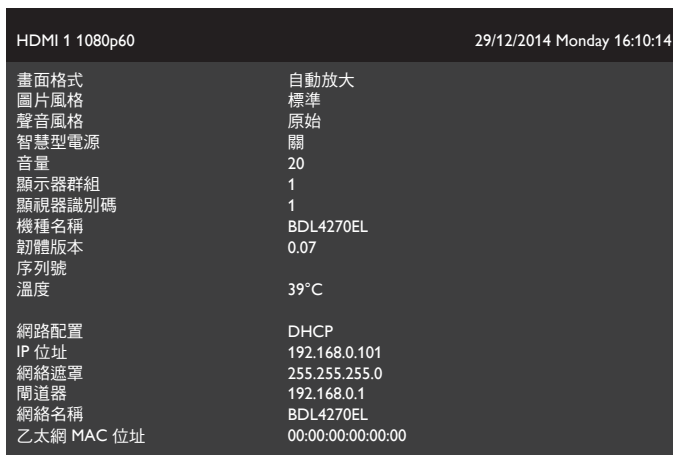 HDMI 1 1080p60 29/12/2014 Monday 16:10:14
畫面格式 自動放大
圖片風格 標準
聲音風格 原始
智慧型電源 關
音量 20
顯示器群組 1
顯視器識別碼 1
機種名稱 BDL4270EL
韌體版本 0.07
序列號
溫度 39°C
網路配置 DHCP
IP 位址 192.168.0.101
網絡遮罩 255.255.255.0
閘道器 192.168.0.1
網絡名稱 BDL4270EL
乙太網 MAC 位址 00:00:00:00:00:00